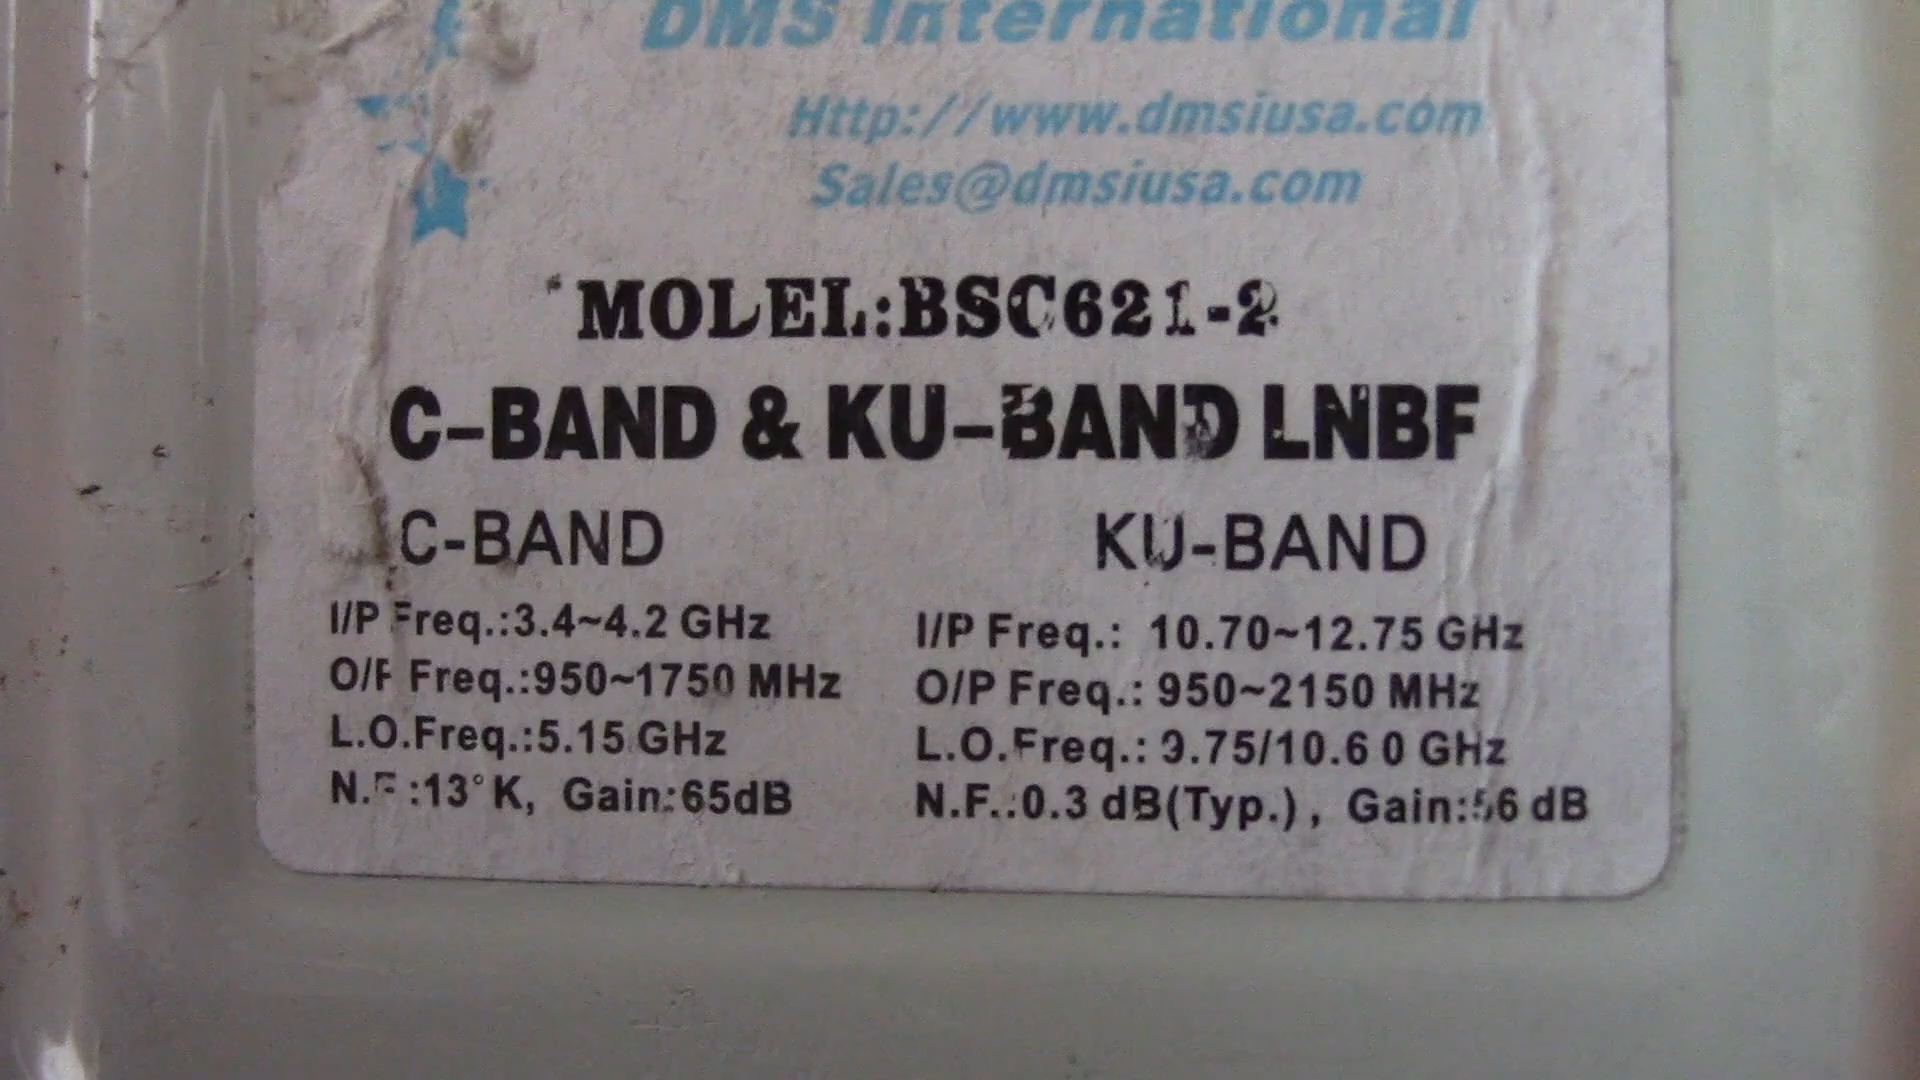 DMS International
Http://www.dmsiusa.com
Sales@dmsiusa.com
MOLEL:BSC621-2
C-BAND & KU-BAND LNBF
C-BAND KU-BAND
I/P Freq.:3.4~4.2 GHz I/P Freq.: 10.70~12.75 GHz
O/P Freq.:950~1750 MHz O/P Freq.: 950~2150 MHz
L.O.Freq.:5.15 GHz L.O.Freq.: 9.75/10.6 0 GHz
N.F :13°K, Gain:65dB N.F.:0.3 dB(Typ.), Gain:56 dB